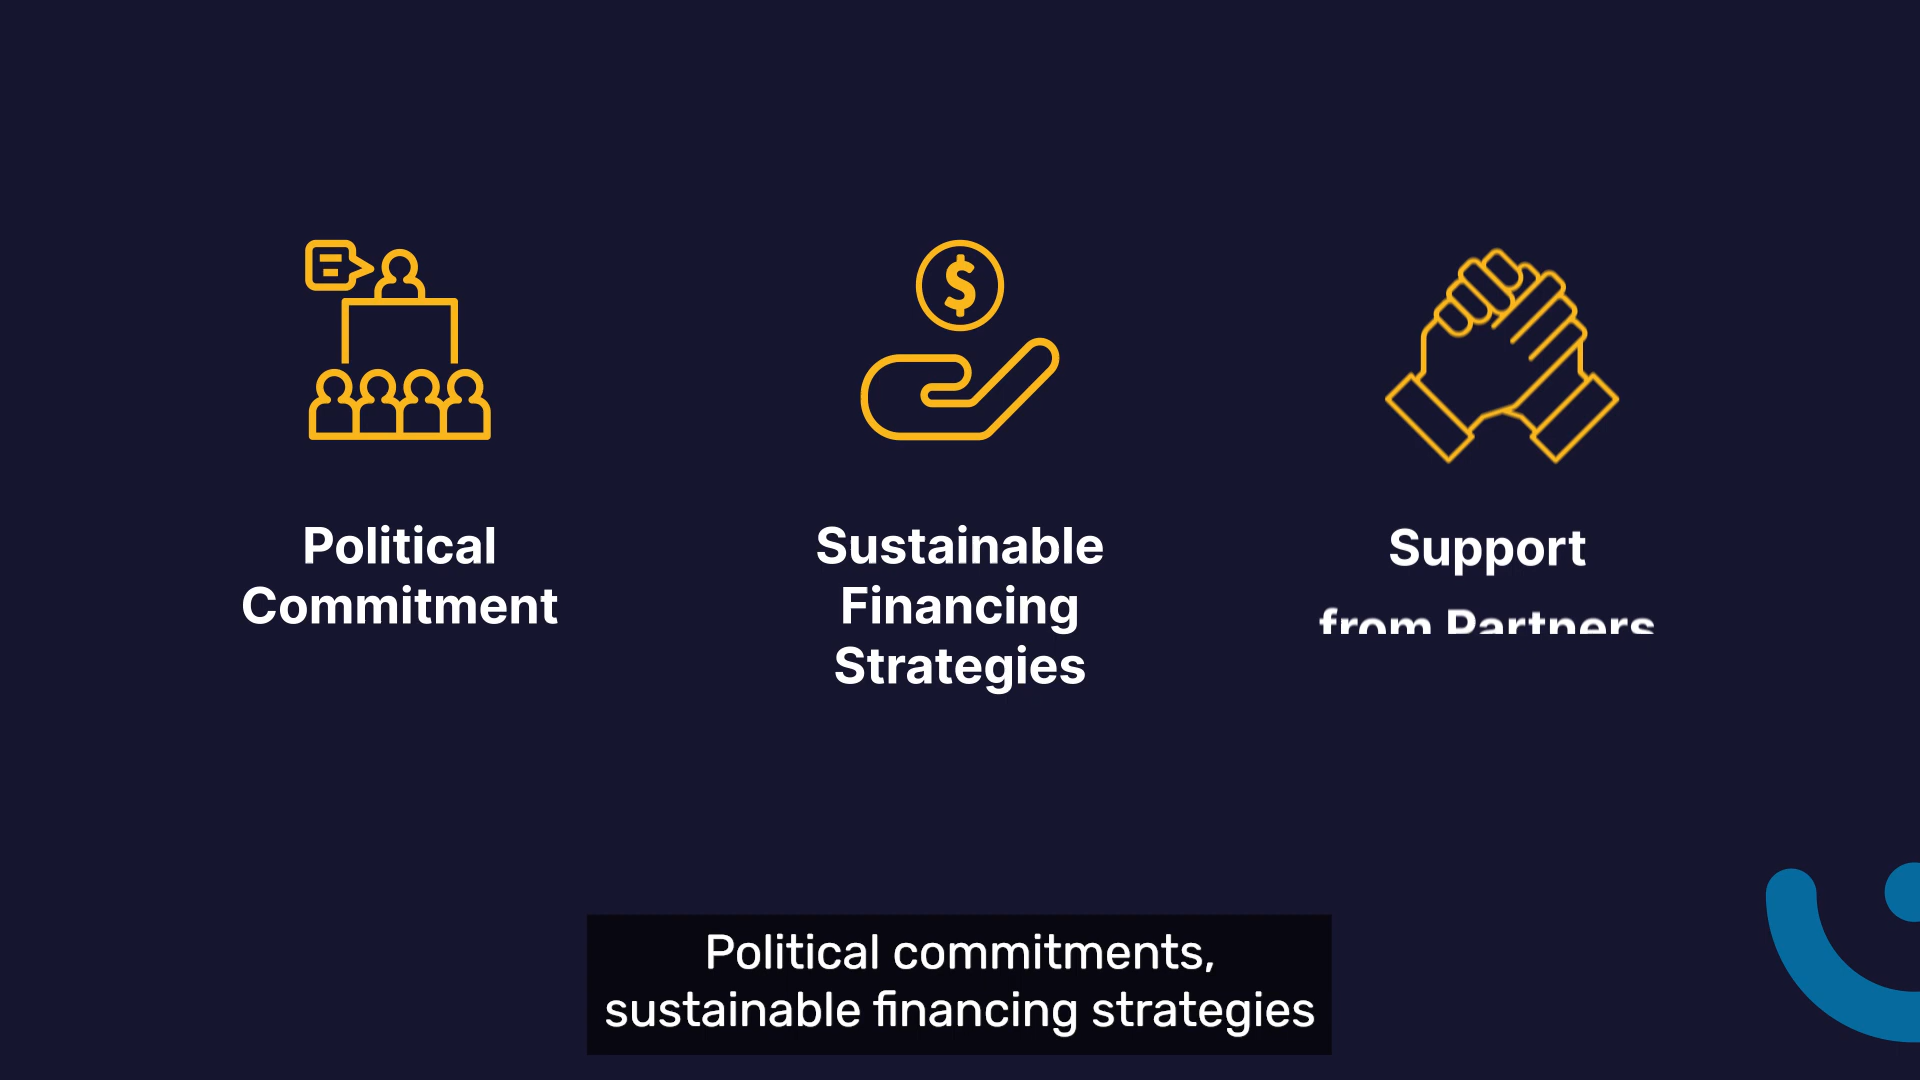 Political
Commitment
Sustainable
Financing
Strategies
Support
from Partners
Political commitments,
sustainable financing strategies